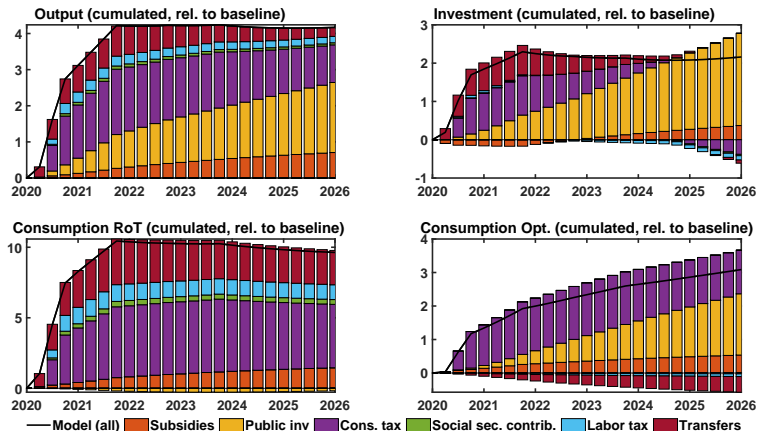 Output (cumulated, rel. to baseline)
4
3
2
1
0
2020 2021 2022 2023 2024 2025 2026
Investment (cumulated, rel. to baseline)
3
2
1
0
-1
2020 2021 2022 2023 2024 2025 2026
Consumption RoT (cumulated, rel. to baseline)
10
5
0
2020 2021 2022 2023 2024 2025 2026
Consumption Opt. (cumulated, rel. to baseline)
4
3
2
1
0
2020 2021 2022 2023 2024 2025 2026
Model (all) Subsidies Public inv Cons. tax Social sec. contrib. Labor tax Transfers